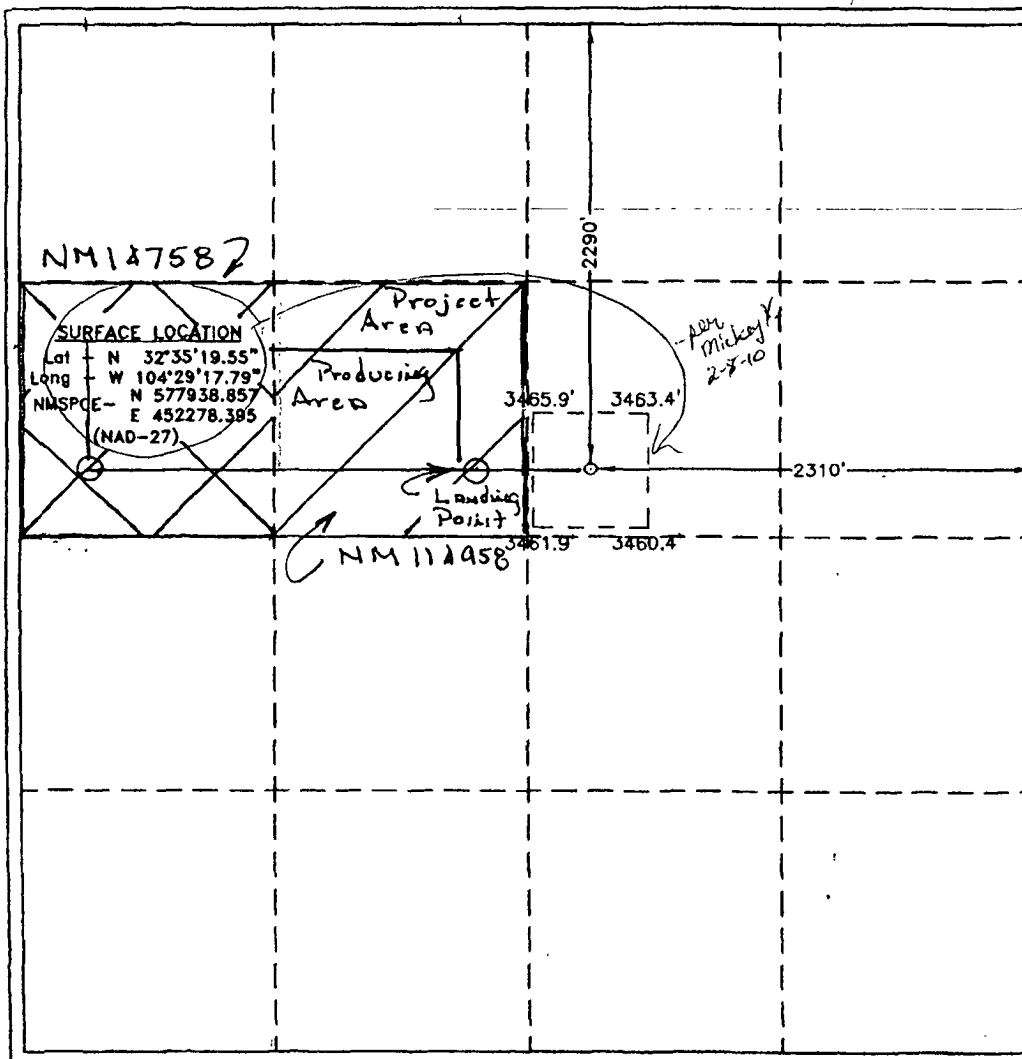 2290'
NM14758
Project
Area
SURFACE LOCATION
Lat - N 32°35'19.55"
Long - W 104°29'17.79"
NMSPCE- N 577938.857
E 452278.395
(NAD-27)
Producing
Area
per
Mickey
2-8-10
3465.9' 3463.4'
2310'
Landing
Point
3461.9' 3460.4'
NM114958